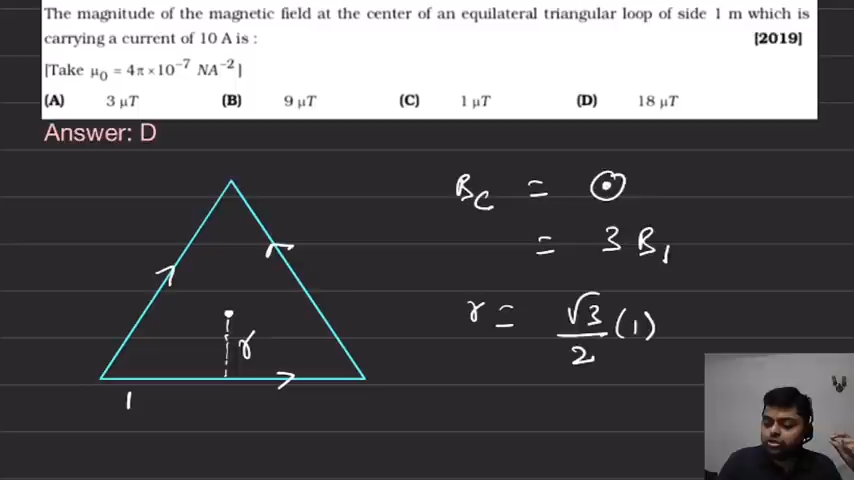 The magnitude of the magnetic field at the center of an equilateral triangular loop of side 1 m which is
carrying a current of 10 A is : [2019]
[Take μ₀ = 4π × 10⁻⁷ NA⁻²]
(A) 3 μT (B) 9 μT (C) 1 μT (D) 18 μT
Answer: D
B_C = ⊙
= 3 B₁
r = √3/2 (1)
r
1